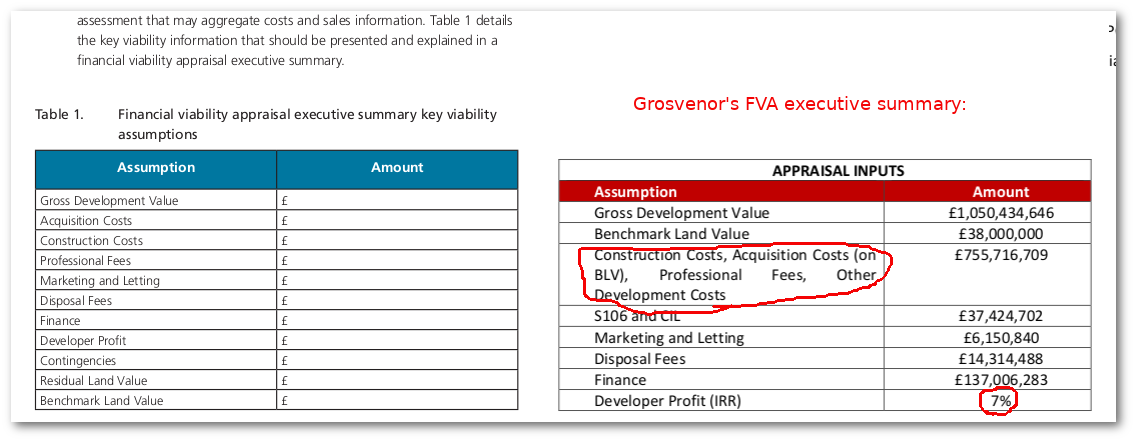 assessment that may aggregate costs and sales information. Table 1 details
the key viability information that should be presented and explained in a
financial viability appraisal executive summary.
Table 1. Financial viability appraisal executive summary key viability
assumptions
Assumption Amount
Gross Development Value £
Acquisition Costs £
Construction Costs £
Professional Fees £
Marketing and Letting £
Disposal Fees £
Finance £
Developer Profit £
Contingencies £
Residual Land Value £
Benchmark Land Value £
Grosvenor's FVA executive summary:
APPRAISAL INPUTS
Assumption Amount
Gross Development Value £1,050,434,646
Benchmark Land Value £38,000,000
Construction Costs, Acquisition Costs (on £755,716,709
BLV), Professional Fees, Other
Development Costs
S106 and CIL £37,424,702
Marketing and Letting £6,150,840
Disposal Fees £14,314,488
Finance £137,006,283
Developer Profit (IRR) 7%